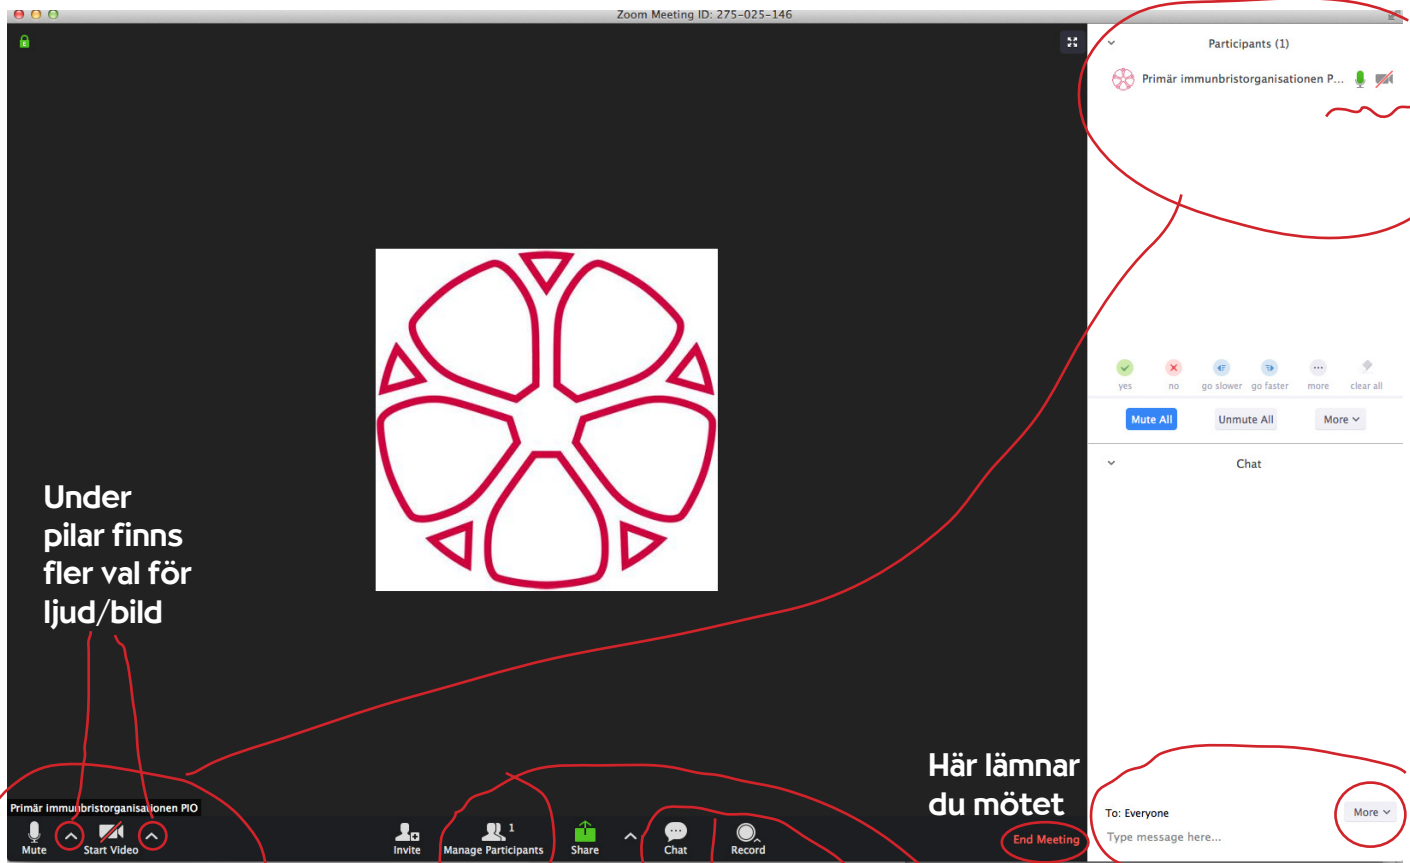 Zoom Meeting ID: 275-025-146
E
Participants (1)
Primär immunbristorganisationen P...
yes no go slower go faster more clear all
Mute All Unmute All More
Chat
Under
pilar finns
fler val för
ljud/bild
Här lämnar
du mötet
Primär immunbristorganisationen PIO
To: Everyone More
Type message here...
Mute Start Video Invite Manage Participants 1 Share Chat Record End Meeting